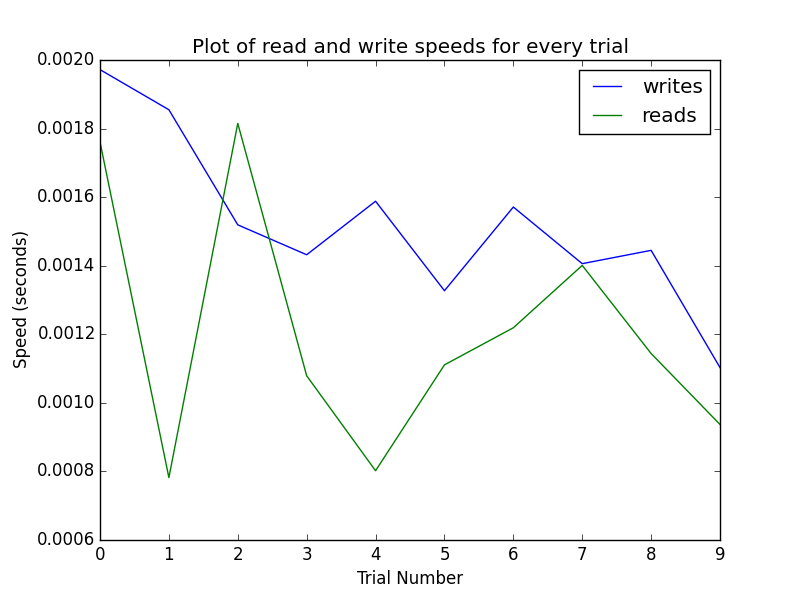 Plot of read and write speeds for every trial
writes
reads
Speed (seconds)
0.0020
0.0018
0.0016
0.0014
0.0012
0.0010
0.0008
0.0006
0 1 2 3 4 5 6 7 8 9
Trial Number